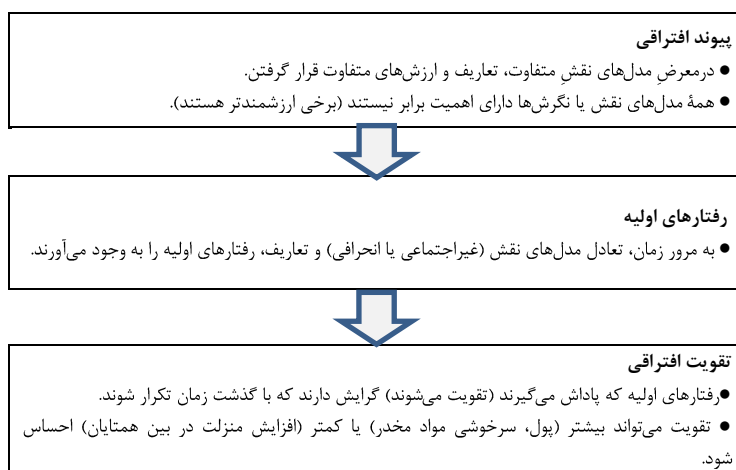 پیوند افتراقی
● درمعرضِ مدل‌های نقشِ متفاوت، تعاریف و ارزش‌های متفاوت قرار گرفتن.
● همۀ مدل‌های نقش یا نگرش‌ها دارای اهمیت برابر نیستند (برخی ارزشمندتر هستند).
رفتارهای اولیه
● به مرور زمان، تعادل مدل‌های نقش (غیراجتماعی یا انحرافی) و تعاریف، رفتارهای اولیه را به وجود می‌آورند.
تقویت افتراقی
●رفتارهای اولیه که پاداش می‌گیرند (تقویت می‌شوند) گرایش دارند که با گذشت زمان تکرار شوند.
● تقویت می‌تواند بیشتر (پول، سرخوشی مواد مخدر) یا کمتر (افزایش منزلت در بین همتایان) احساس
شود.